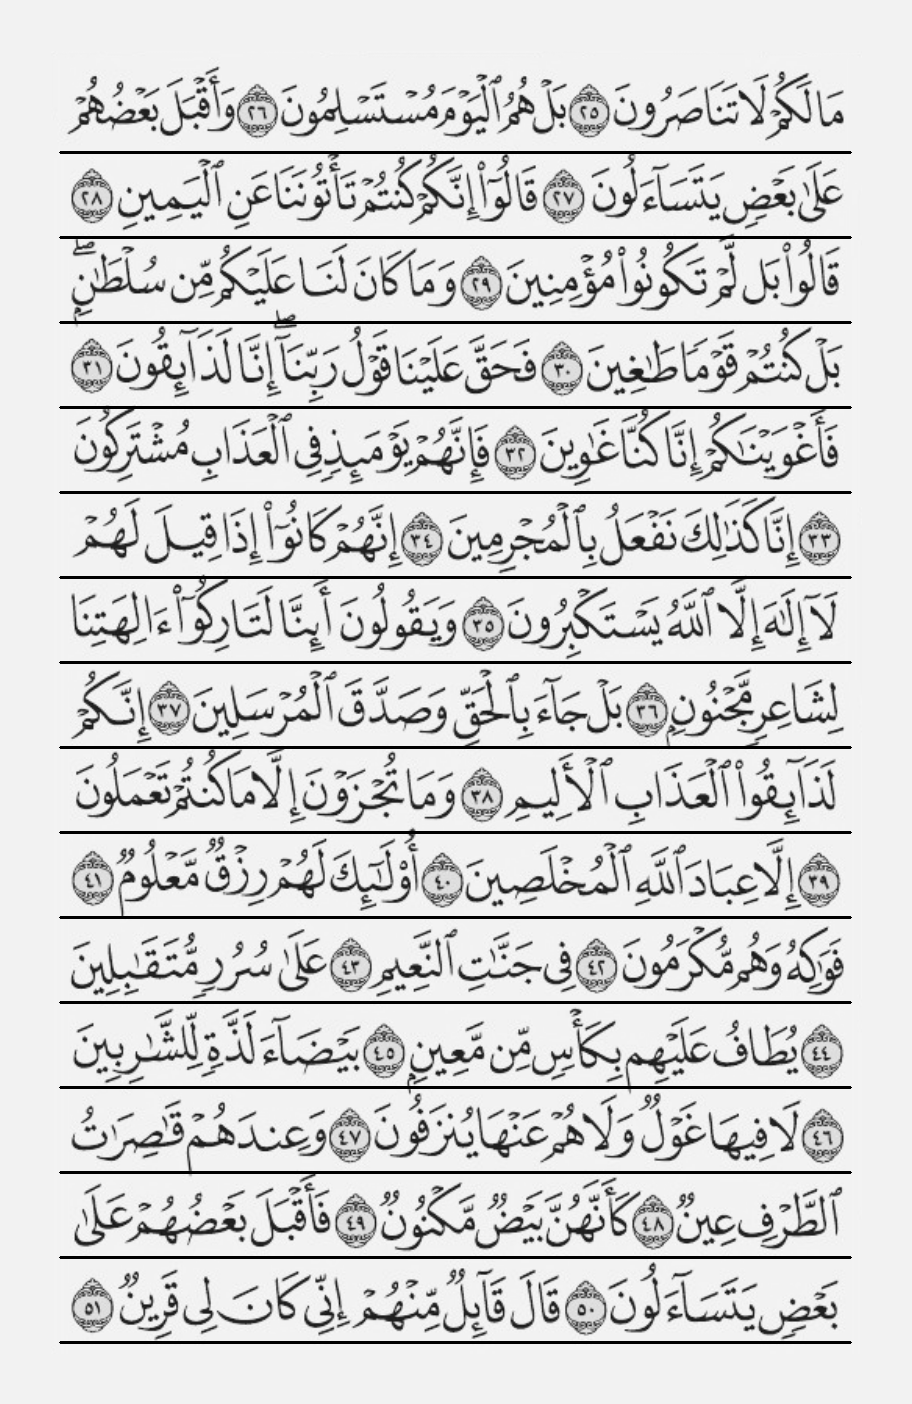 مَا لَكُمْ لَا تَنَاصَرُونَ ٢٥ بَلْ هُمُ ٱلْيَوْمَ مُسْتَسْلِمُونَ ٢٦ وَأَقْبَلَ بَعْضُهُمْ
عَلَىٰ بَعْضٍ يَتَسَآءَلُونَ ٢٧ قَالُوٓا۟ إِنَّكُمْ كُنتُمْ تَأْتُونَنَا عَنِ ٱلْيَمِينِ ٢٨
قَالُوا۟ بَل لَّمْ تَكُونُوا۟ مُؤْمِنِينَ ٢٩ وَمَا كَانَ لَنَا عَلَيْكُم مِّن سُلْطَٰنٍۭ ۖ
بَلْ كُنتُمْ قَوْمًا طَٰغِينَ ٣٠ فَحَقَّ عَلَيْنَا قَوْلُ رَبِّنَآ ۖ إِنَّا لَذَآئِقُونَ ٣١
فَأَغْوَيْنَٰكُمْ إِنَّا كُنَّا غَٰوِينَ ٣٢ فَإِنَّهُمْ يَوْمَئِذٍ فِى ٱلْعَذَابِ مُشْتَرِكُونَ
٣٣ إِنَّا كَذَٰلِكَ نَفْعَلُ بِٱلْمُجْرِمِينَ ٣٤ إِنَّهُمْ كَانُوٓا۟ إِذَا قِيلَ لَهُمْ
لَآ إِلَٰهَ إِلَّا ٱللَّهُ يَسْتَكْبِرُونَ ٣٥ وَيَقُولُونَ أَئِنَّا لَتَارِكُوٓا۟ ءَالِهَتِنَا
لِشَاعِرٍ مَّجْنُونٍۭ ٣٦ بَلْ جَآءَ بِٱلْحَقِّ وَصَدَّقَ ٱلْمُرْسَلِينَ ٣٧ إِنَّكُمْ
لَذَآئِقُوا۟ ٱلْعَذَابِ ٱلْأَلِيمِ ٣٨ وَمَا تُجْزَوْنَ إِلَّا مَا كُنتُمْ تَعْمَلُونَ
٣٩ إِلَّا عِبَادَ ٱللَّهِ ٱلْمُخْلَصِينَ ٤٠ أُو۟لَٰٓئِكَ لَهُمْ رِزْقٌ مَّعْلُومٌ ٤١
فَوَٰكِهُ وَهُم مُّكْرَمُونَ ٤٢ فِى جَنَّٰتِ ٱلنَّعِيمِ ٤٣ عَلَىٰ سُرُرٍ مُّتَقَٰبِلِينَ
٤٤ يُطَافُ عَلَيْهِم بِكَأْسٍ مِّن مَّعِينٍۭ ٤٥ بَيْضَآءَ لَذَّةٍ لِّلشَّٰرِبِينَ
٤٦ لَا فِيهَا غَوْلٌ وَلَا هُمْ عَنْهَا يُنزَفُونَ ٤٧ وَعِندَهُمْ قَٰصِرَٰتُ
ٱلطَّرْفِ عِينٌ ٤٨ كَأَنَّهُنَّ بَيْضٌ مَّكْنُونٌ ٤٩ فَأَقْبَلَ بَعْضُهُمْ عَلَىٰ
بَعْضٍ يَتَسَآءَلُونَ ٥٠ قَالَ قَآئِلٌ مِّنْهُمْ إِنِّى كَانَ لِى قَرِينٌ ٥١